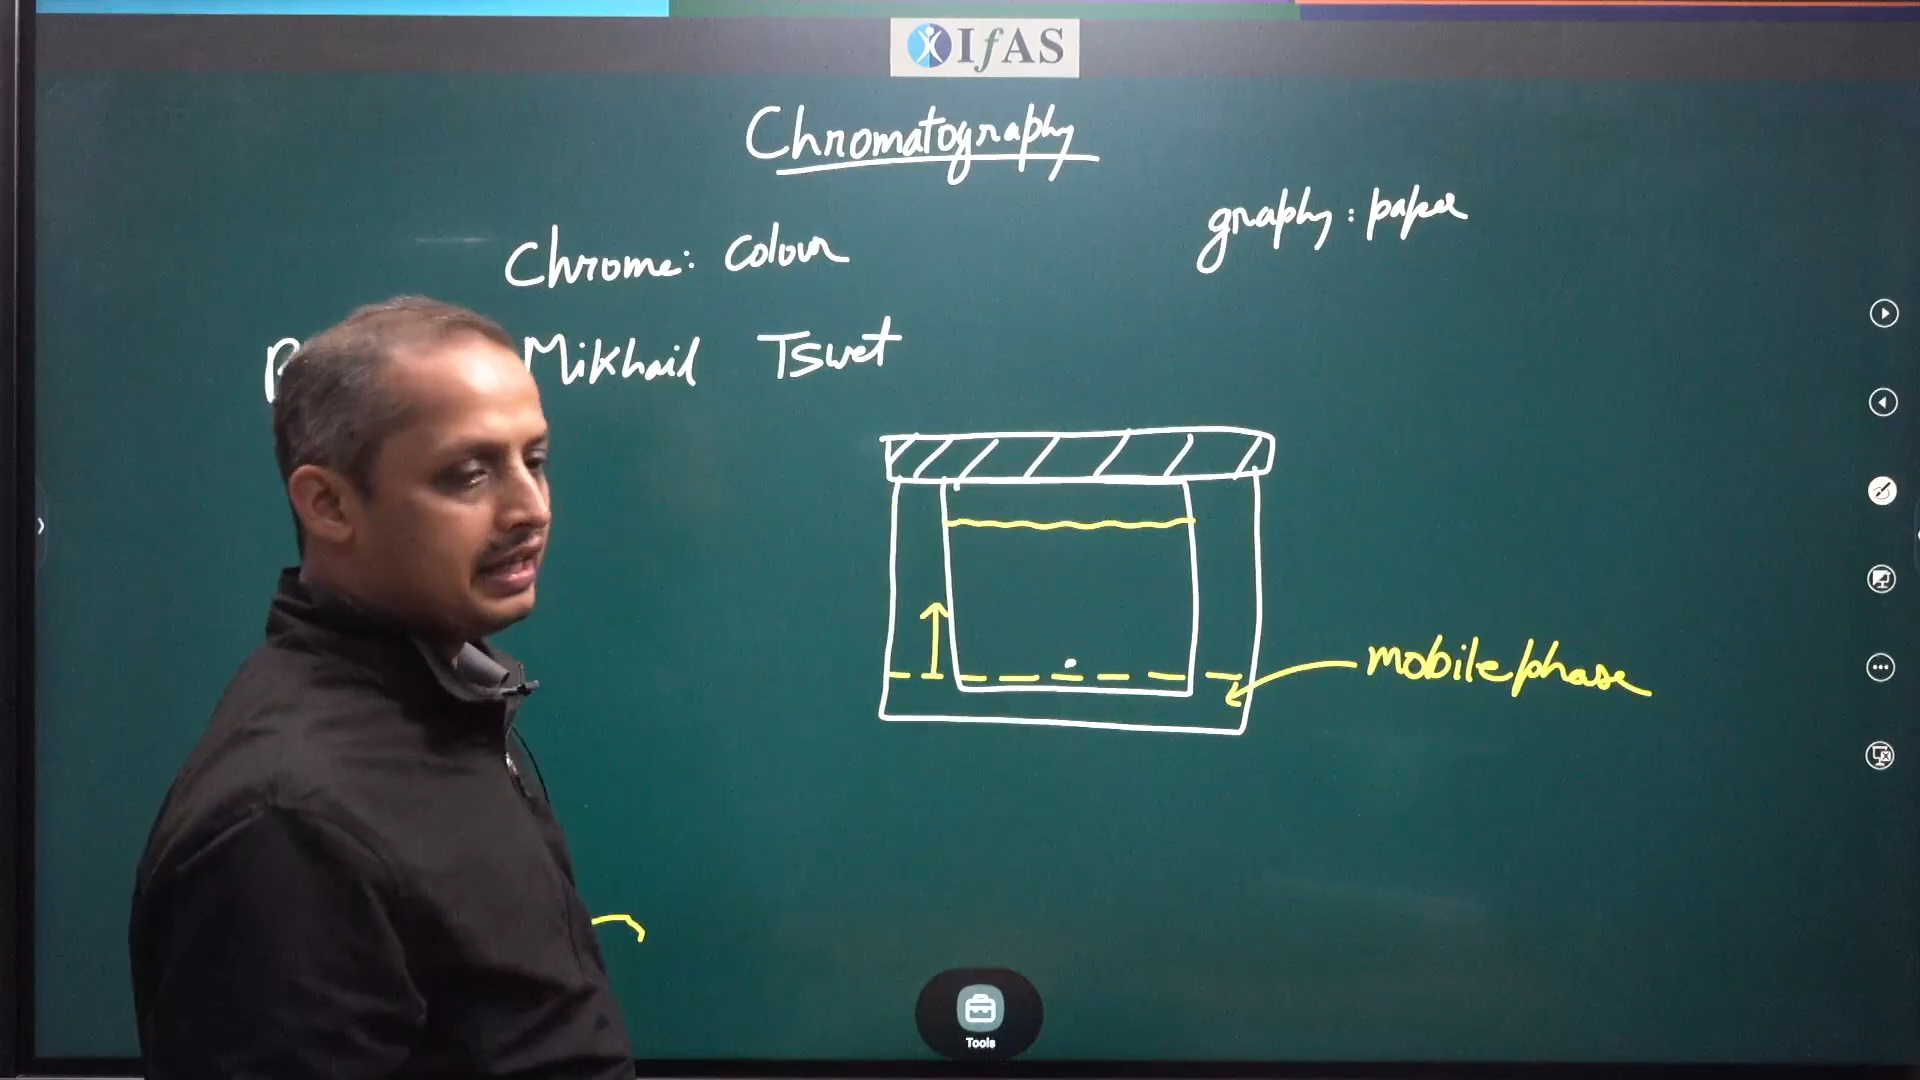 IfAS
Chromatography
graphy: paper
Chrome: colour
Mikhail Tswet
mobile phase
Tools